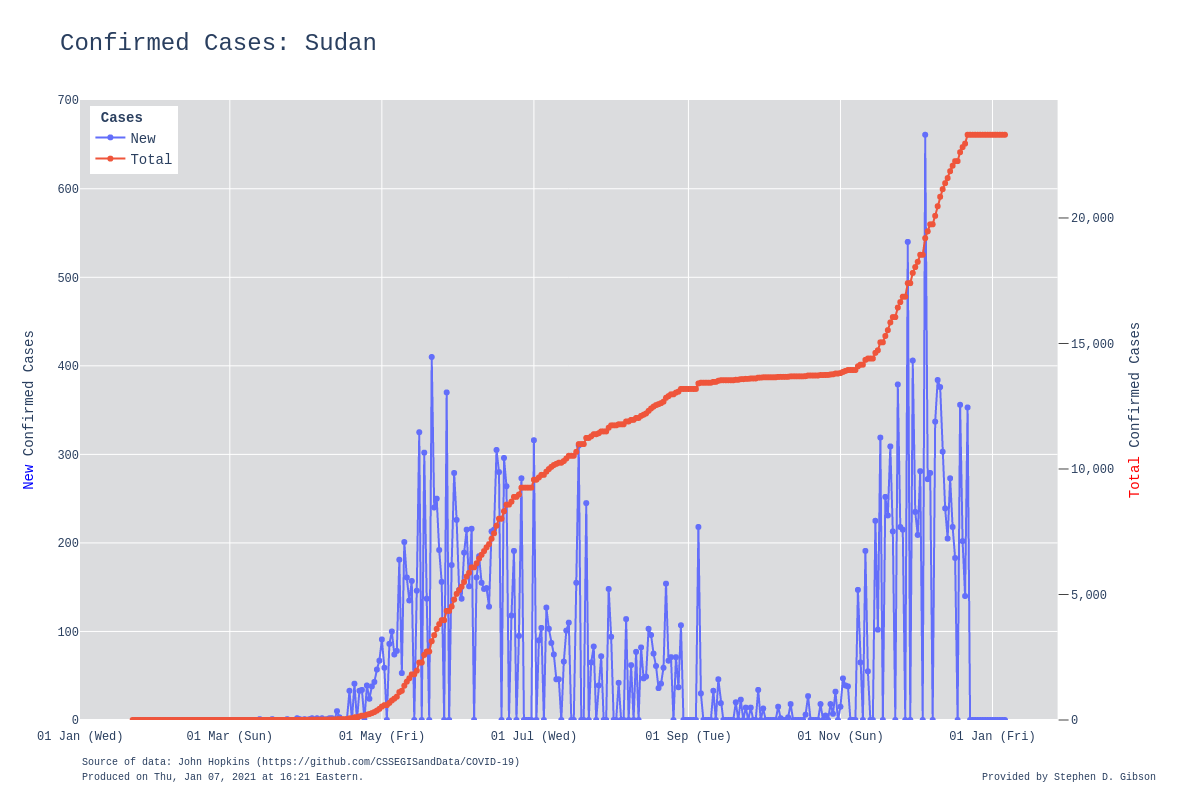 Confirmed Cases: Sudan
Cases
New
Total
700
600
500
400
300
200
100
0
20,000
15,000
10,000
5,000
0
New Confirmed Cases
Total Confirmed Cases
01 Jan (Wed) 01 Mar (Sun) 01 May (Fri) 01 Jul (Wed) 01 Sep (Tue) 01 Nov (Sun) 01 Jan (Fri)
Source of data: John Hopkins (https://github.com/CSSEGISandData/COVID-19)
Produced on Thu, Jan 07, 2021 at 16:21 Eastern.
Provided by Stephen D. Gibson